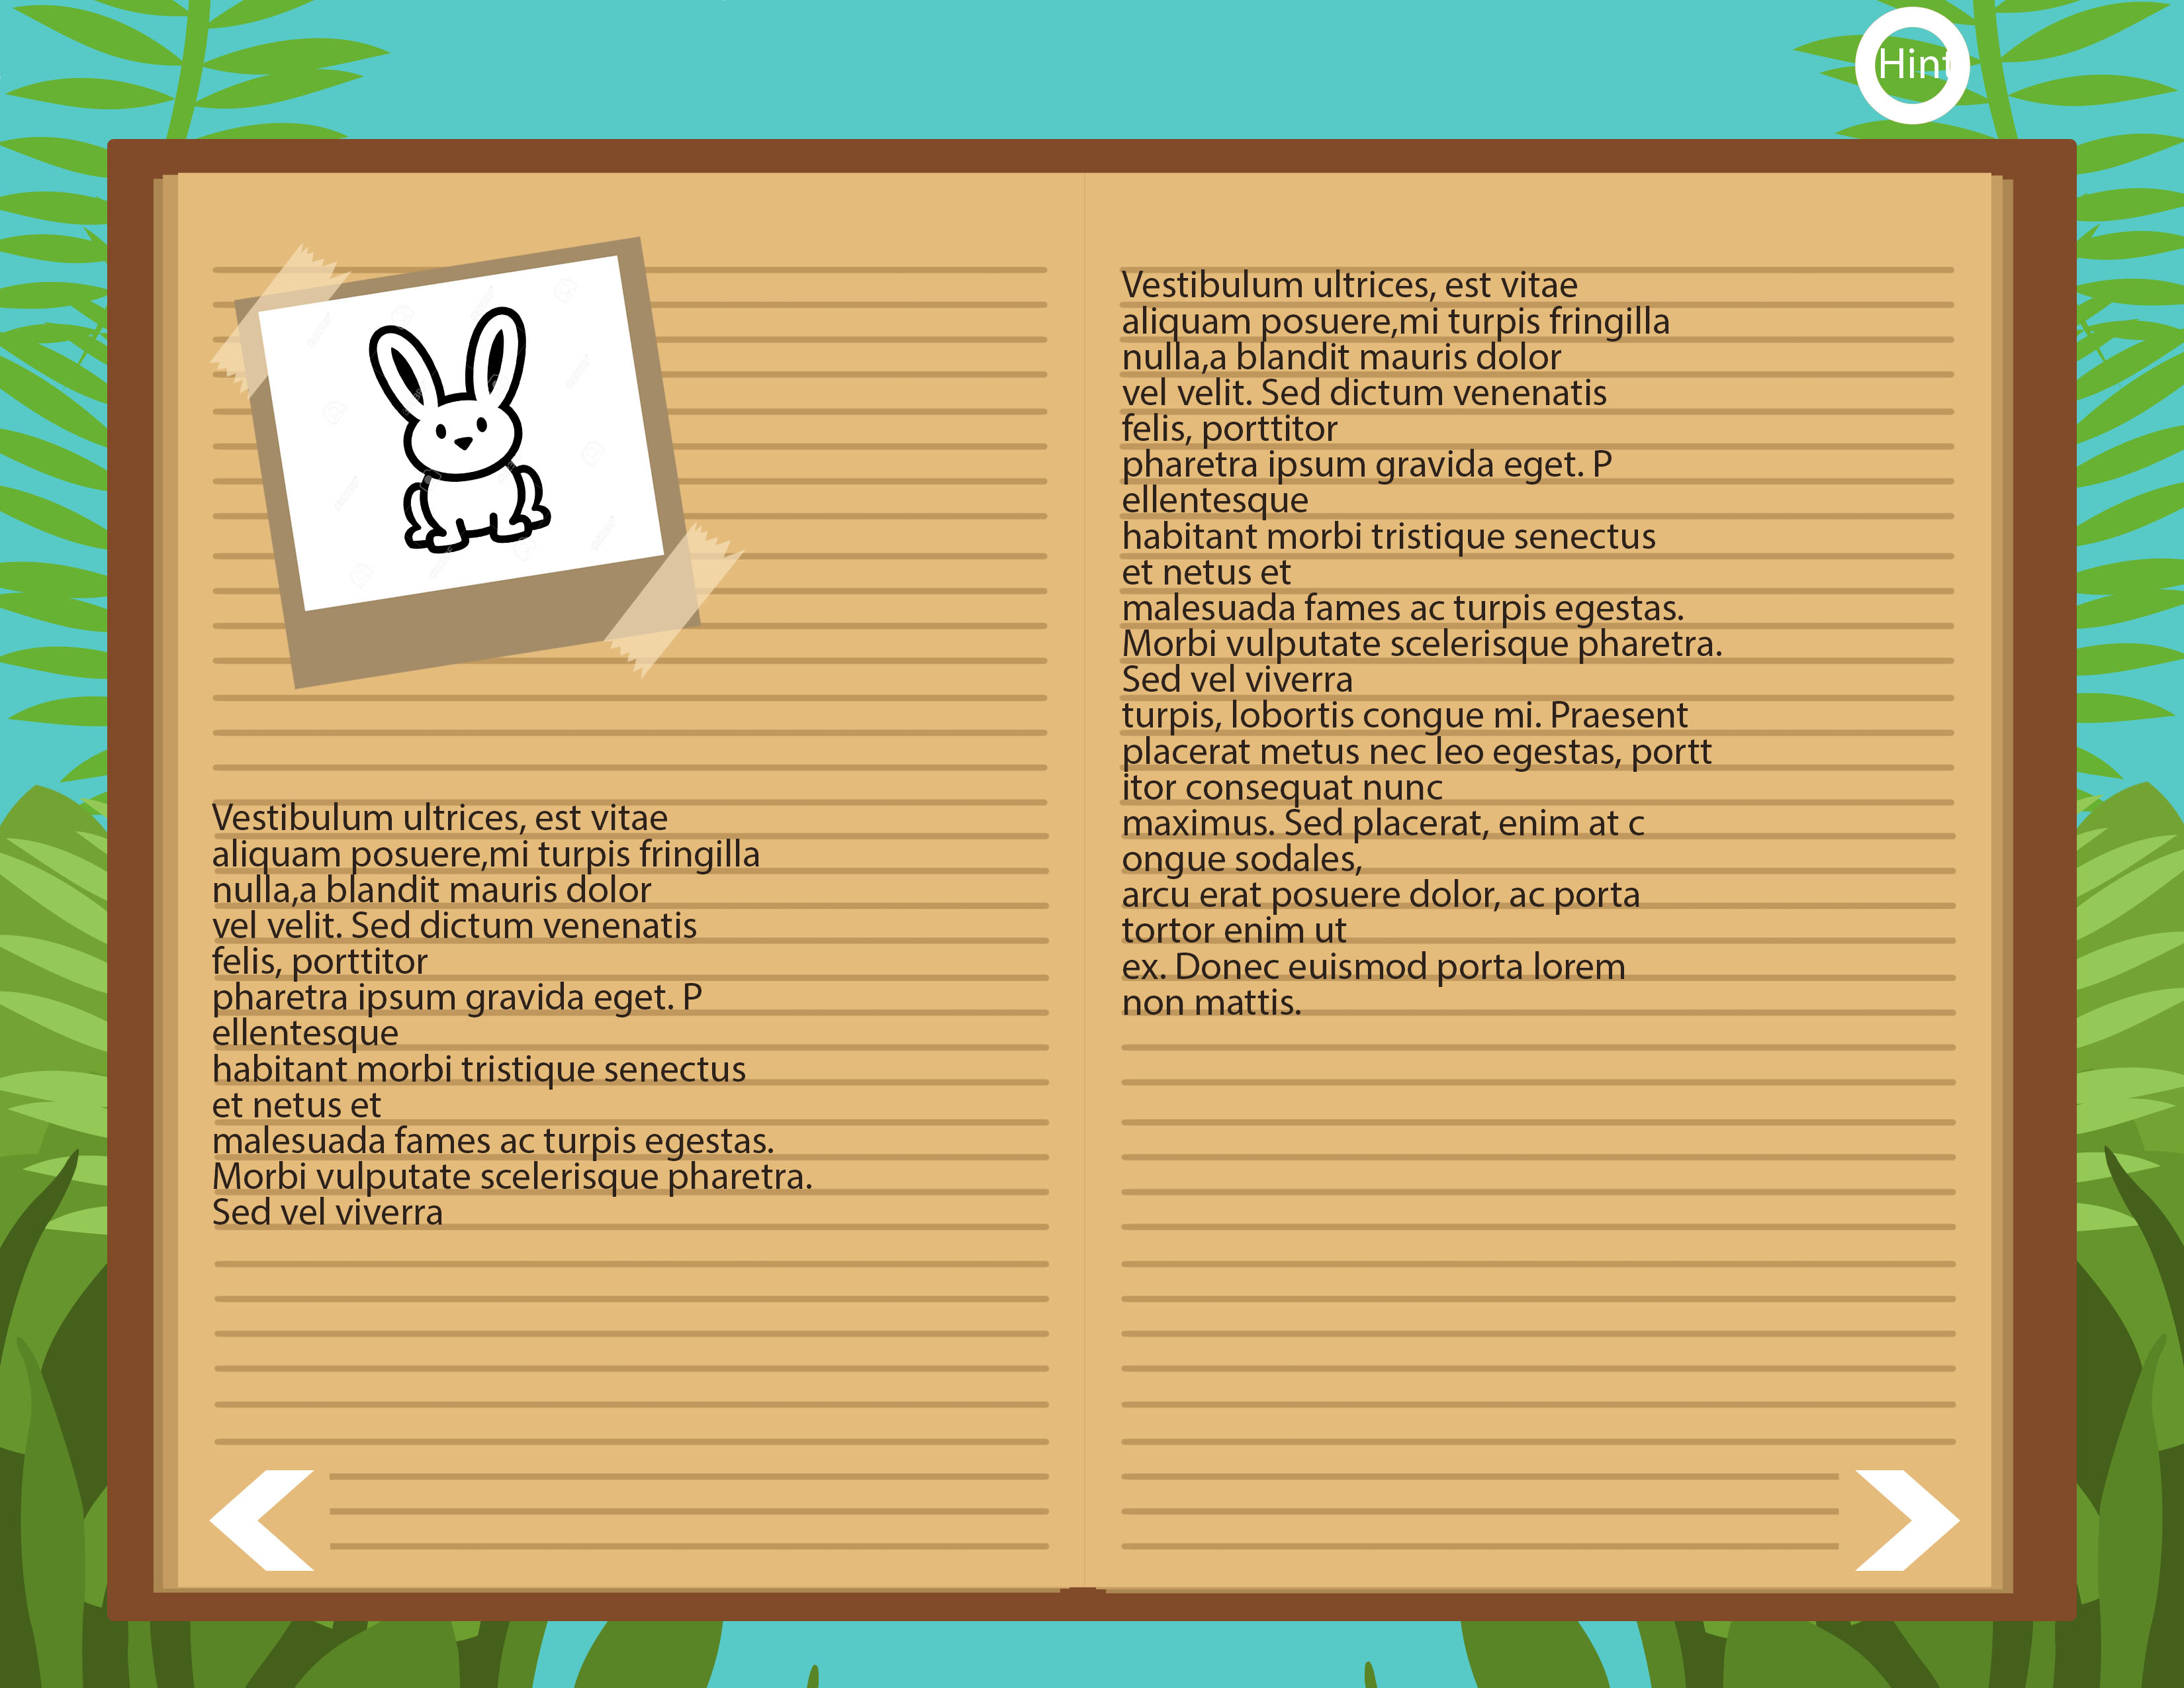 Hint
Vestibulum ultrices, est vitae
aliquam posuere,mi turpis fringilla
nulla,a blandit mauris dolor
vel velit. Sed dictum venenatis
felis, porttitor
pharetra ipsum gravida eget. P
ellentesque
habitant morbi tristique senectus
et netus et
malesuada fames ac turpis egestas.
Morbi vulputate scelerisque pharetra.
Sed vel viverra
Vestibulum ultrices, est vitae
aliquam posuere,mi turpis fringilla
nulla,a blandit mauris dolor
vel velit. Sed dictum venenatis
felis, porttitor
pharetra ipsum gravida eget. P
ellentesque
habitant morbi tristique senectus
et netus et
malesuada fames ac turpis egestas.
Morbi vulputate scelerisque pharetra.
Sed vel viverra
turpis, lobortis congue mi. Praesent
placerat metus nec leo egestas, portt
itor consequat nunc
maximus. Sed placerat, enim at c
ongue sodales,
arcu erat posuere dolor, ac porta
tortor enim ut
ex. Donec euismod porta lorem
non mattis.